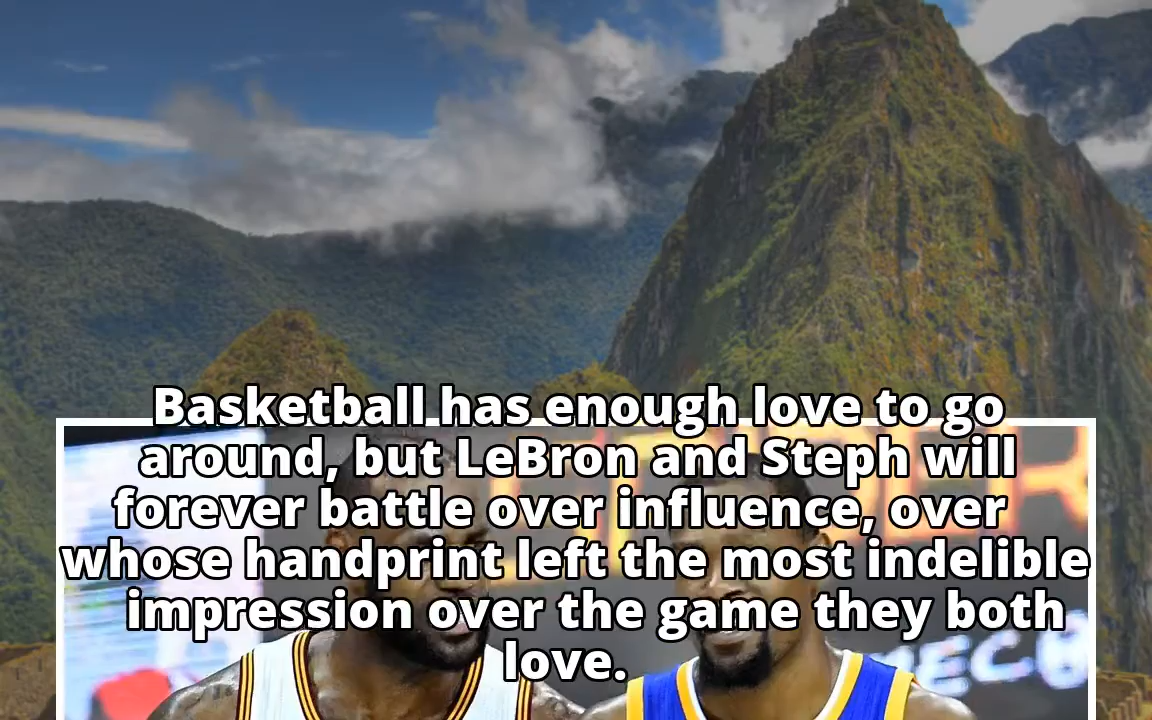 Basketball has enough love to go
around, but LeBron and Steph will
forever battle over influence, over
whose handprint left the most indelible
impression over the game they both
love.